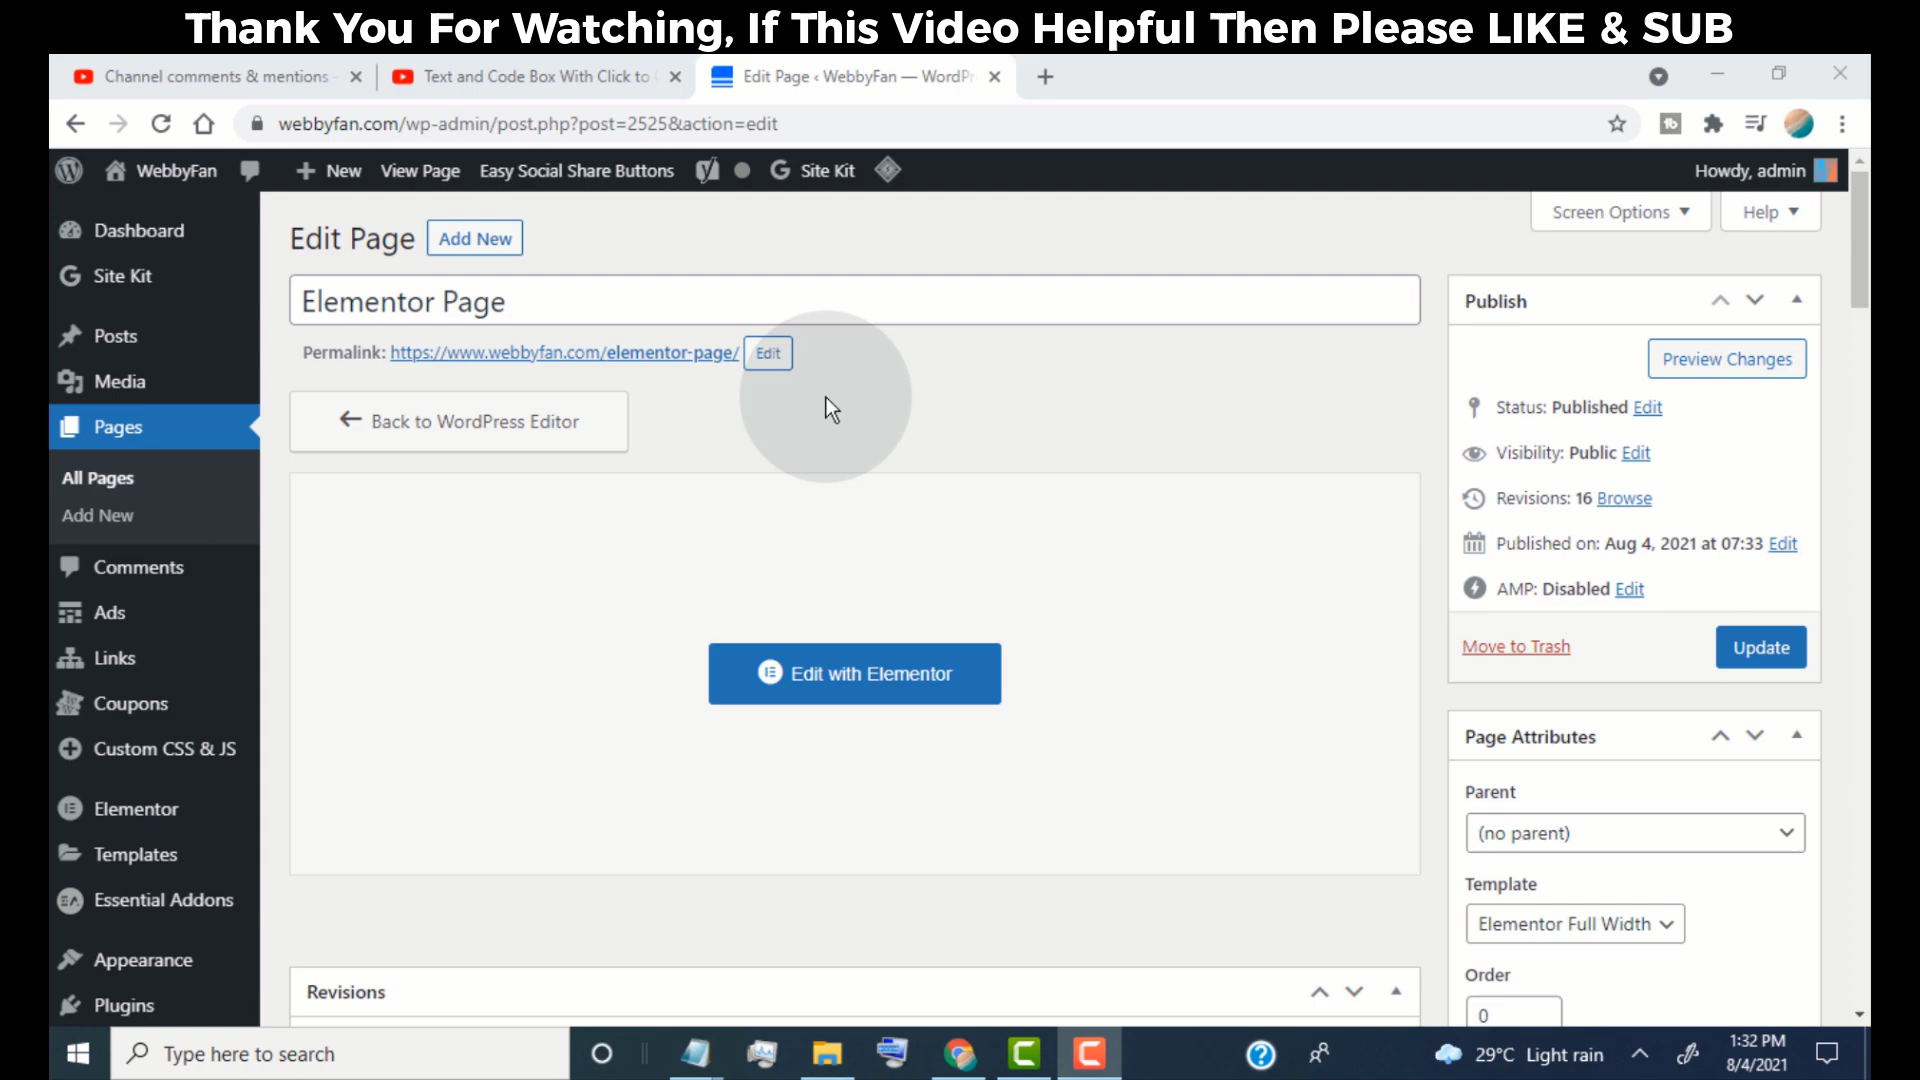 Thank You For Watching, If This Video Helpful Then Please LIKE & SUB
Channel comments & mentions
Text and Code Box With Click to
Edit Page ‹ WebbyFan — WordPr
webbyfan.com/wp-admin/post.php?post=2525&action=edit
WebbyFan
New
View Page
Easy Social Share Buttons
Site Kit
Howdy, admin
Screen Options
Help
Edit Page
Add New
Elementor Page
Permalink: https://www.webbyfan.com/elementor-page/ Edit
Back to WordPress Editor
Edit with Elementor
Revisions
Dashboard
Site Kit
Posts
Media
Pages
All Pages
Add New
Comments
Ads
Links
Coupons
Custom CSS & JS
Elementor
Templates
Essential Addons
Appearance
Plugins
Publish
Preview Changes
Status: Published Edit
Visibility: Public Edit
Revisions: 16 Browse
Published on: Aug 4, 2021 at 07:33 Edit
AMP: Disabled Edit
Move to Trash
Update
Page Attributes
Parent
(no parent)
Template
Elementor Full Width
Order
0
Type here to search
29°C Light rain
1:32 PM
8/4/2021